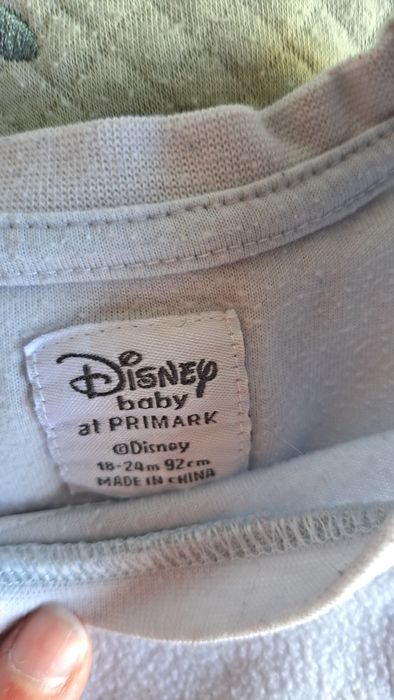 Disney
baby
at PRIMARK
©Disney
18-24m 92cm
MADE IN CHINA